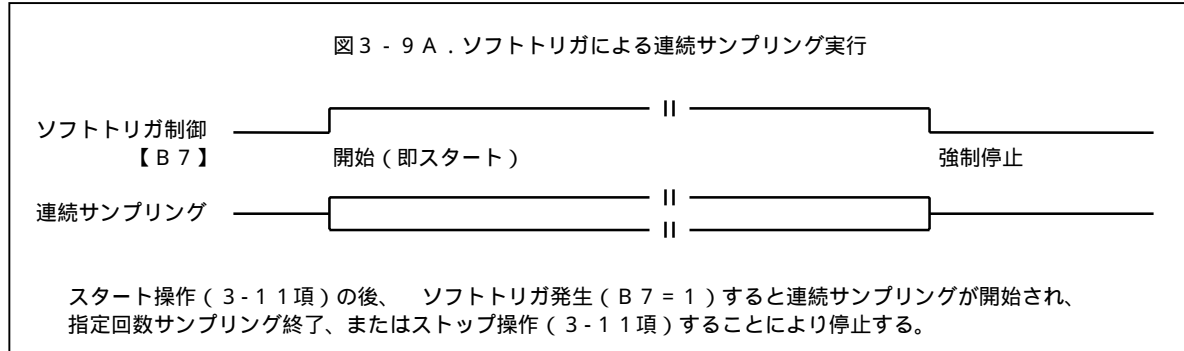 図3-9A.ソフトトリガによる連続サンプリング実行
ソフトトリガ制御
【B7】
開始(即スタート)
強制停止
連続サンプリング
スタート操作(3-11項)の後、 ソフトトリガ発生(B7=1)すると連続サンプリングが開始され、
指定回数サンプリング終了、またはストップ操作(3-11項)することにより停止する。